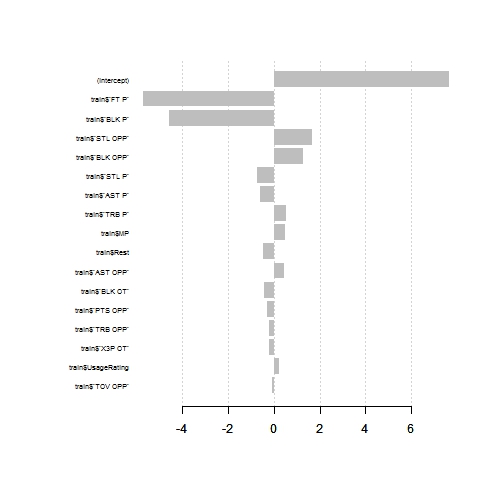 (Intercept)
train$`FT P`
train$`BLK P`
train$`STL OPP`
train$`BLK OPP`
train$`STL P`
train$`AST P`
train$`TRB P`
train$MP
train$Rest
train$`AST OPP`
train$`BLK OT`
train$`PTS OPP`
train$`TRB OPP`
train$`X3P OT`
train$UsageRating
train$`TOV OPP`
-4 -2 0 2 4 6